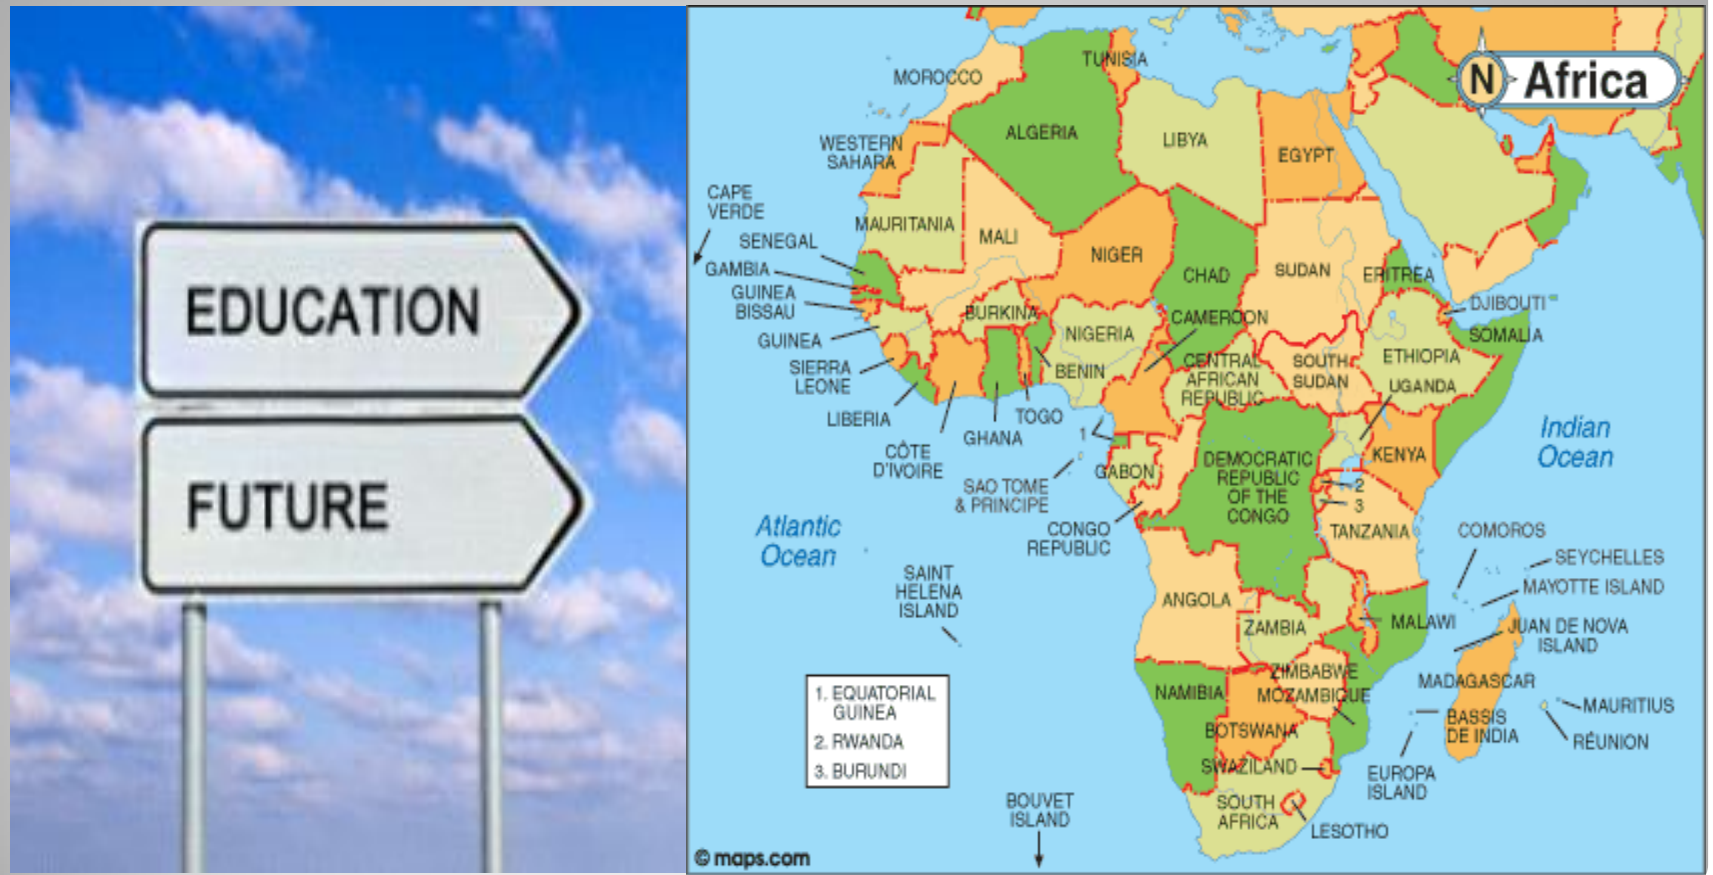 EDUCATION
FUTURE
N
Africa
MOROCCO
TUNISIA
ALGERIA
LIBYA
EGYPT
WESTERN
SAHARA
CAPE
VERDE
MAURITANIA
MALI
NIGER
CHAD
SUDAN
ERITREA
SENEGAL
GAMBIA
GUINEA
BISSAU
GUINEA
SIERRA
LEONE
LIBERIA
CÔTE
D'IVOIRE
GHANA
TOGO
BENIN
BURKINA
NIGERIA
CAMEROON
CENTRAL
AFRICAN
REPUBLIC
SOUTH
SUDAN
ETHIOPIA
DJIBOUTI
SOMALIA
UGANDA
KENYA
1
SAO TOME
& PRINCIPE
GABON
CONGO
REPUBLIC
DEMOCRATIC
REPUBLIC
OF THE
CONGO
2
3
TANZANIA
Indian
Ocean
Atlantic
Ocean
SAINT
HELENA
ISLAND
ANGOLA
ZAMBIA
MALAWI
COMOROS
SEYCHELLES
MAYOTTE ISLAND
JUAN DE NOVA
ISLAND
MADAGASCAR
MAURITIUS
RÉUNION
BASSIS
DE INDIA
EUROPA
ISLAND
ZIMBABWE
MOZAMBIQUE
NAMIBIA
BOTSWANA
SWAZILAND
SOUTH
AFRICA
LESOTHO
BOUVET
ISLAND
1. EQUATORIAL
GUINEA
2. RWANDA
3. BURUNDI
© maps.com